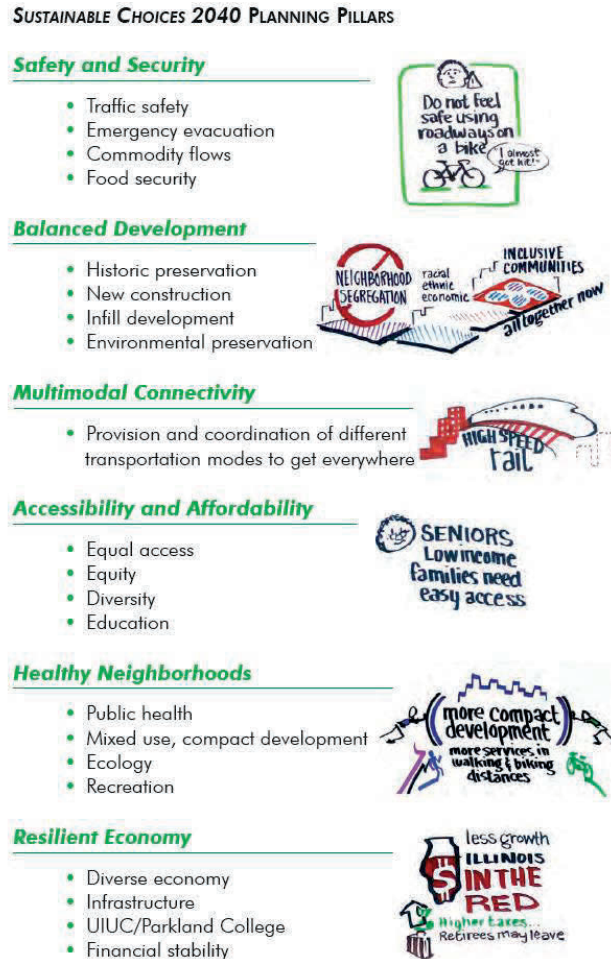 SUSTAINABLE CHOICES 2040 PLANNING PILLARS
Safety and Security
• Traffic safety
• Emergency evacuation
• Commodity flows
• Food security
Do not feel
safe using
roadways on
a bike
"I almost
got hit!"
Balanced Development
• Historic preservation
• New construction
• Infill development
• Environmental preservation
NEIGHBORHOOD
SEGREGATION
racial
ethnic
economic
INCLUSIVE
COMMUNITIES
all together now
Multimodal Connectivity
• Provision and coordination of different
transportation modes to get everywhere
HIGH SPEED
rail
Accessibility and Affordability
• Equal access
• Equity
• Diversity
• Education
SENIORS
Low income
families need
easy access
Healthy Neighborhoods
• Public health
• Mixed use, compact development
• Ecology
• Recreation
more compact
development
more services in
walking & biking
distances
Resilient Economy
• Diverse economy
• Infrastructure
• UIUC/Parkland College
• Financial stability
less growth
ILLINOIS
$ IN THE
RED
Higher taxes...
Retirees may leave